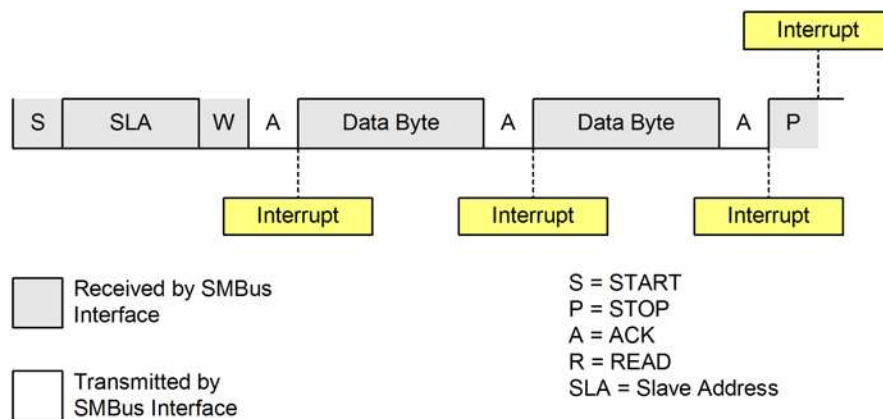 Interrupt
S SLA W A Data Byte A Data Byte A P
Interrupt Interrupt Interrupt
Received by SMBus
Interface
Transmitted by
SMBus Interface
S = START
P = STOP
A = ACK
R = READ
SLA = Slave Address